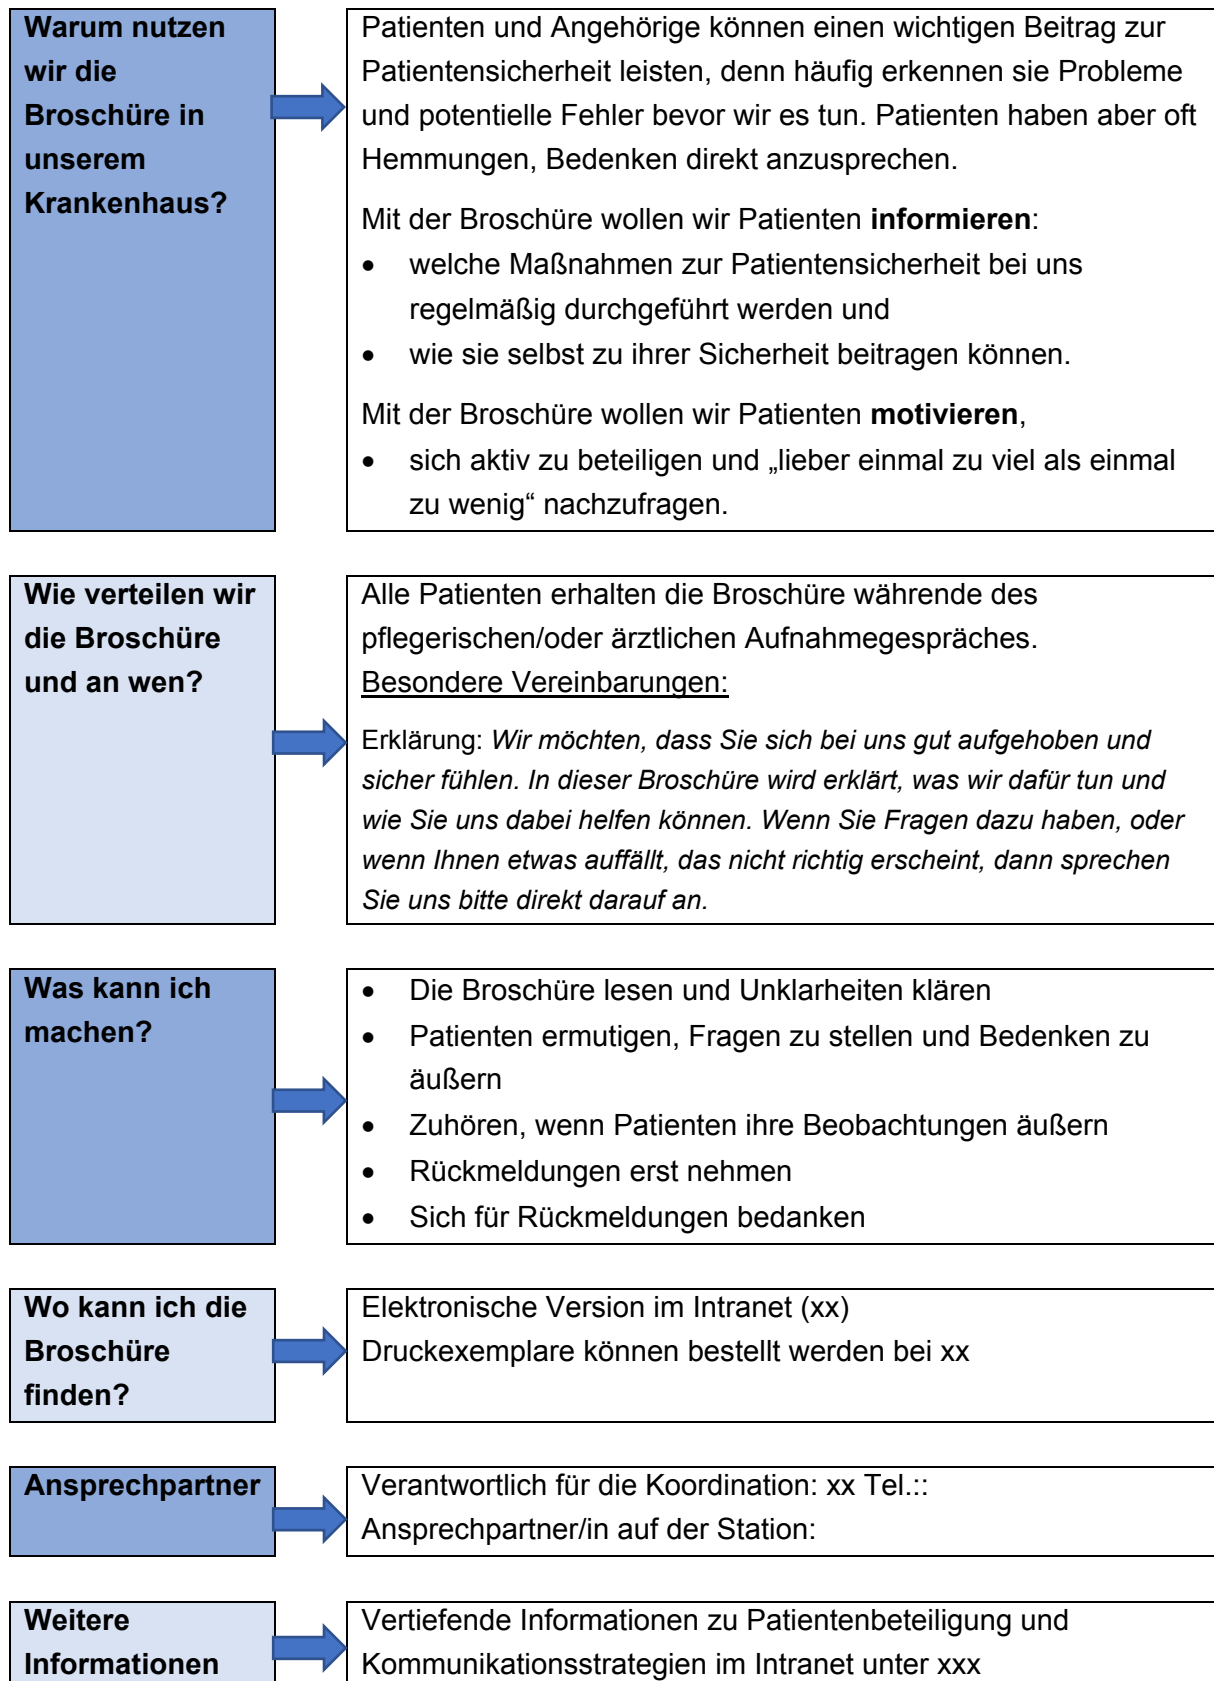 Warum nutzen
wir die
Broschüre in
unserem
Krankenhaus?
Patienten und Angehörige können einen wichtigen Beitrag zur
Patientensicherheit leisten, denn häufig erkennen sie Probleme
und potentielle Fehler bevor wir es tun. Patienten haben aber oft
Hemmungen, Bedenken direkt anzusprechen.
Mit der Broschüre wollen wir Patienten informieren:
• welche Maßnahmen zur Patientensicherheit bei uns
regelmäßig durchgeführt werden und
• wie sie selbst zu ihrer Sicherheit beitragen können.
Mit der Broschüre wollen wir Patienten motivieren,
• sich aktiv zu beteiligen und „lieber einmal zu viel als einmal
zu wenig“ nachzufragen.
Wie verteilen wir
die Broschüre
und an wen?
Alle Patienten erhalten die Broschüre währende des
pflegerischen/oder ärztlichen Aufnahmegespräches.
Besondere Vereinbarungen:
Erklärung: Wir möchten, dass Sie sich bei uns gut aufgehoben und
sicher fühlen. In dieser Broschüre wird erklärt, was wir dafür tun und
wie Sie uns dabei helfen können. Wenn Sie Fragen dazu haben, oder
wenn Ihnen etwas auffällt, das nicht richtig erscheint, dann sprechen
Sie uns bitte direkt darauf an.
Was kann ich
machen?
• Die Broschüre lesen und Unklarheiten klären
• Patienten ermutigen, Fragen zu stellen und Bedenken zu
äußern
• Zuhören, wenn Patienten ihre Beobachtungen äußern
• Rückmeldungen erst nehmen
• Sich für Rückmeldungen bedanken
Wo kann ich die
Broschüre
finden?
Elektronische Version im Intranet (xx)
Druckexemplare können bestellt werden bei xx
Ansprechpartner
Verantwortlich für die Koordination: xx Tel.::
Ansprechpartner/in auf der Station:
Weitere
Informationen
Vertiefende Informationen zu Patientenbeteiligung und
Kommunikationsstrategien im Intranet unter xxx